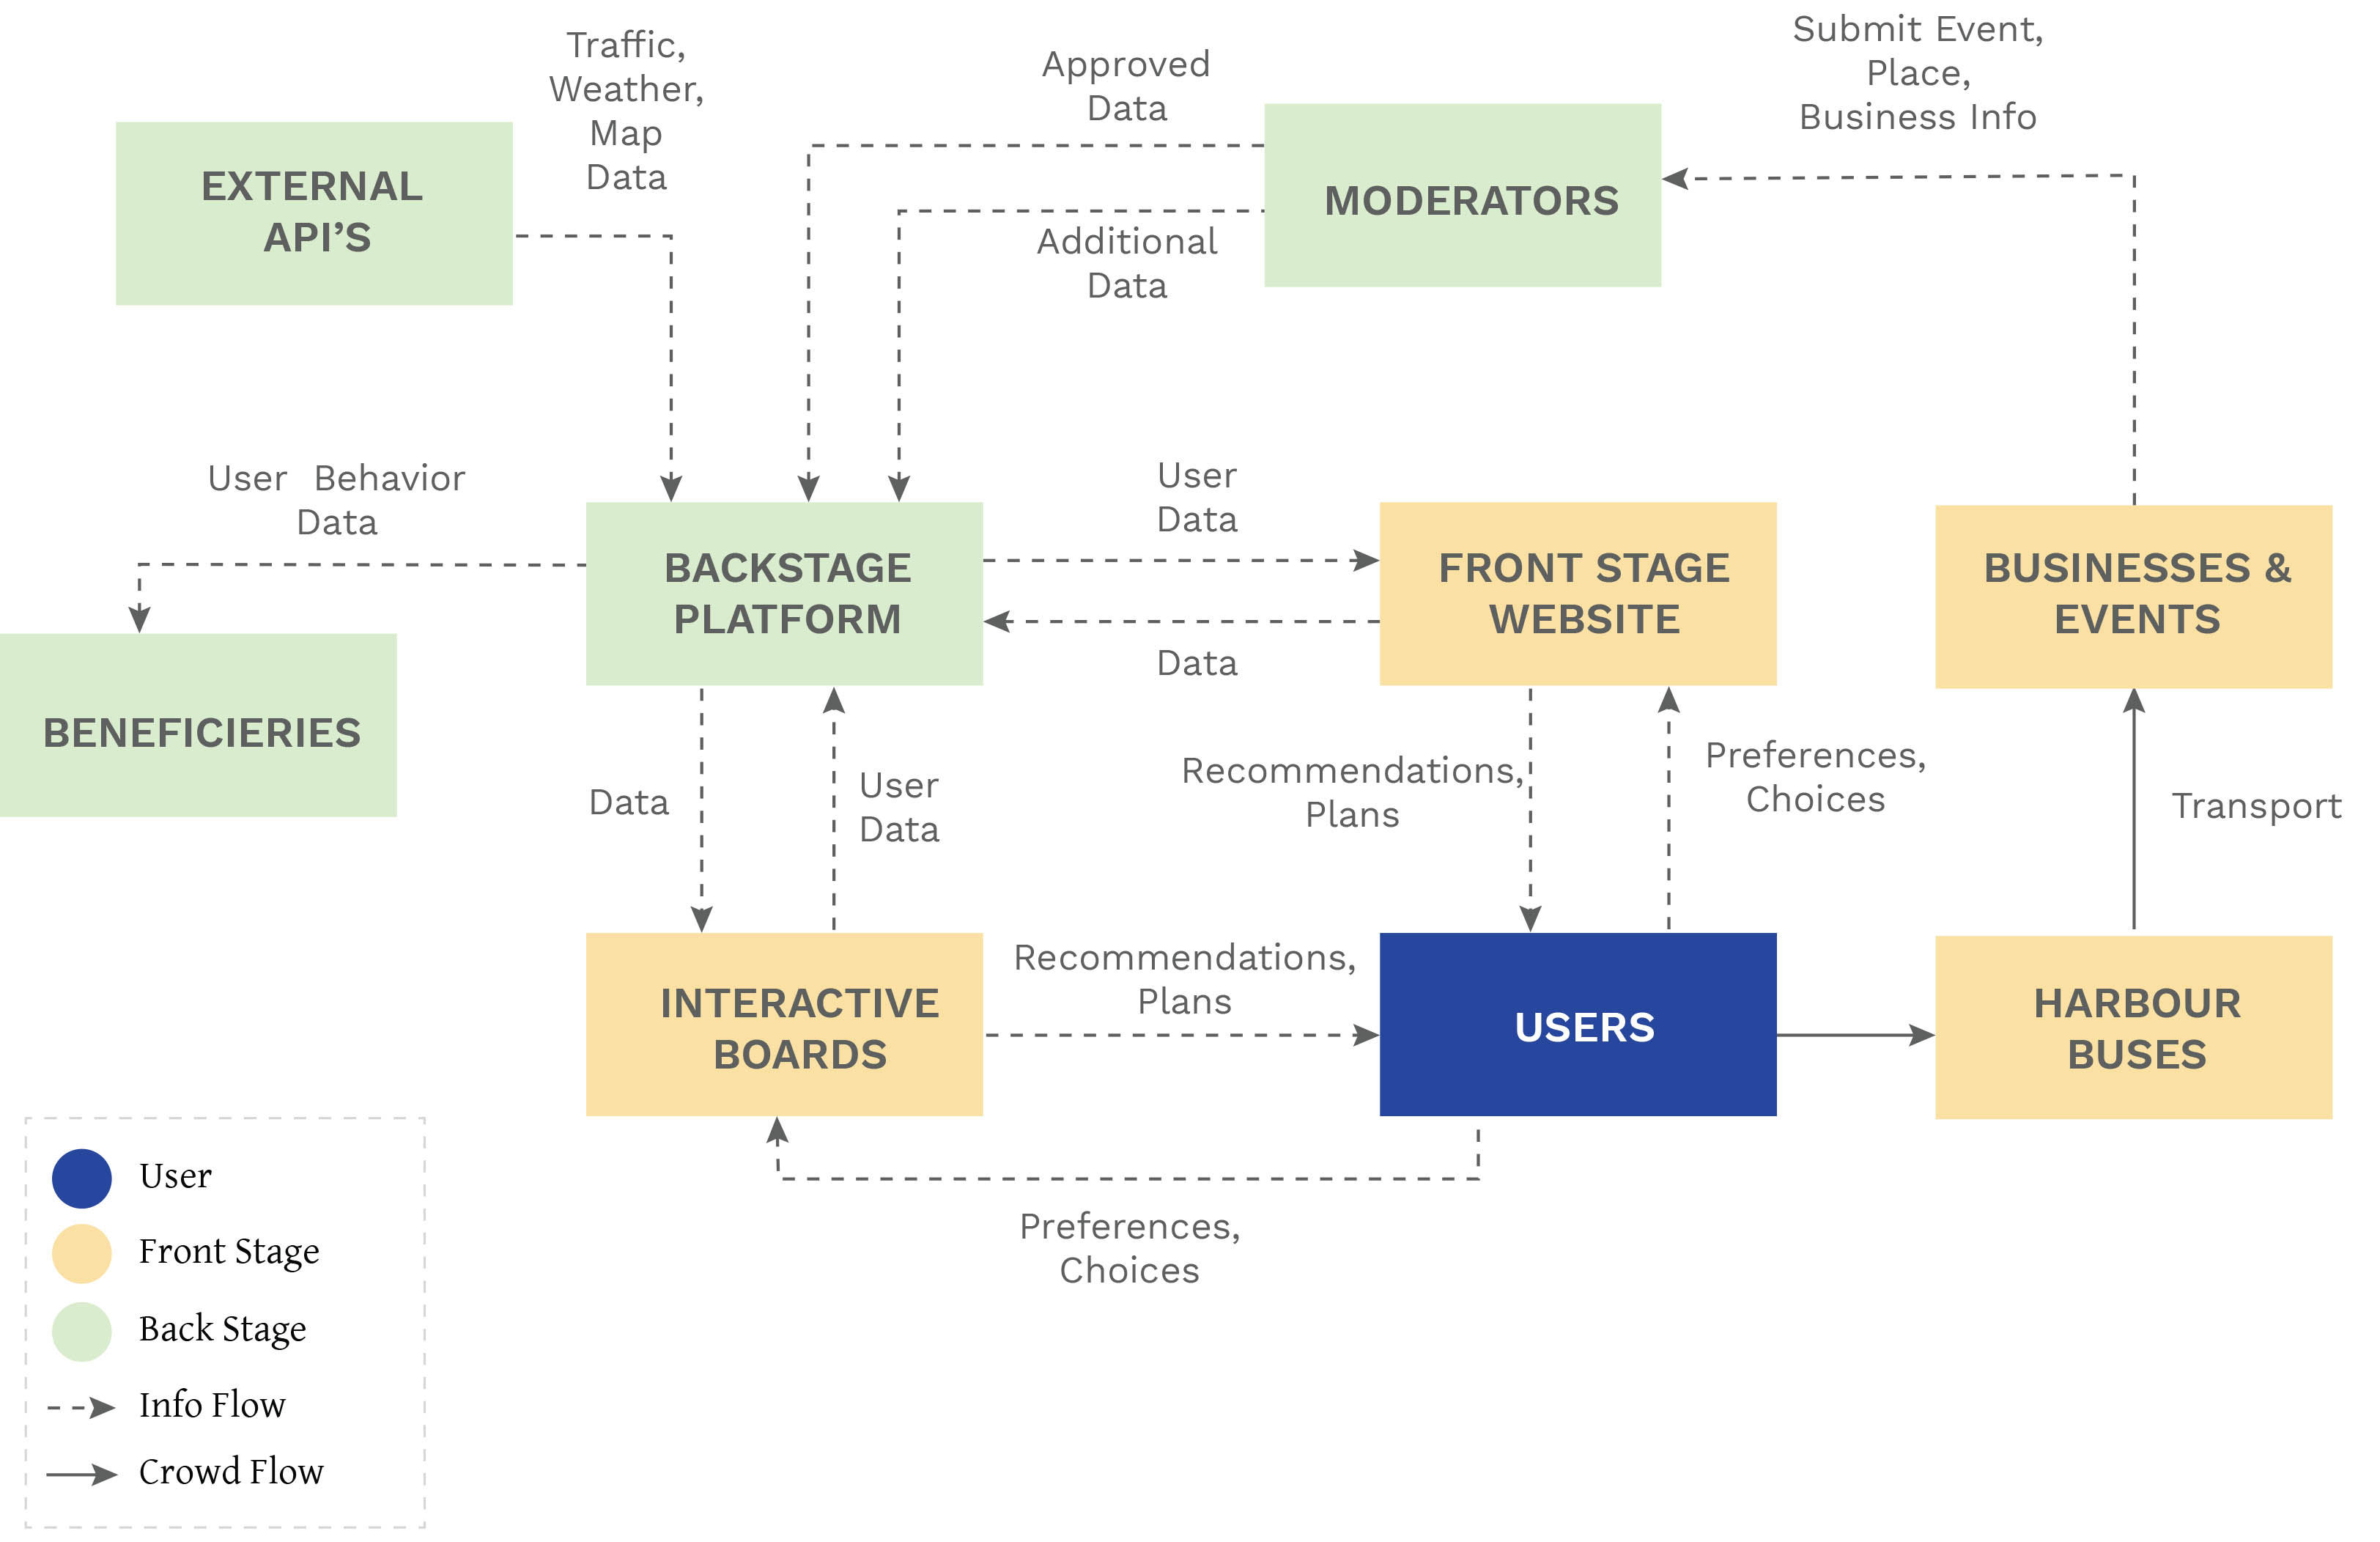 Traffic,
Weather,
Map
Data
Approved
Data
Submit Event,
Place,
Business Info
EXTERNAL
API’S
MODERATORS
Additional
Data
User  Behavior
Data
User
Data
BACKSTAGE
PLATFORM
FRONT STAGE
WEBSITE
BUSINESSES &
EVENTS
Data
BENEFICIERIES
Data
User
Data
Recommendations,
Plans
Preferences,
Choices
Transport
INTERACTIVE
BOARDS
Recommendations,
Plans
USERS
HARBOUR
BUSES
Preferences,
Choices
User
Front Stage
Back Stage
Info Flow
Crowd Flow